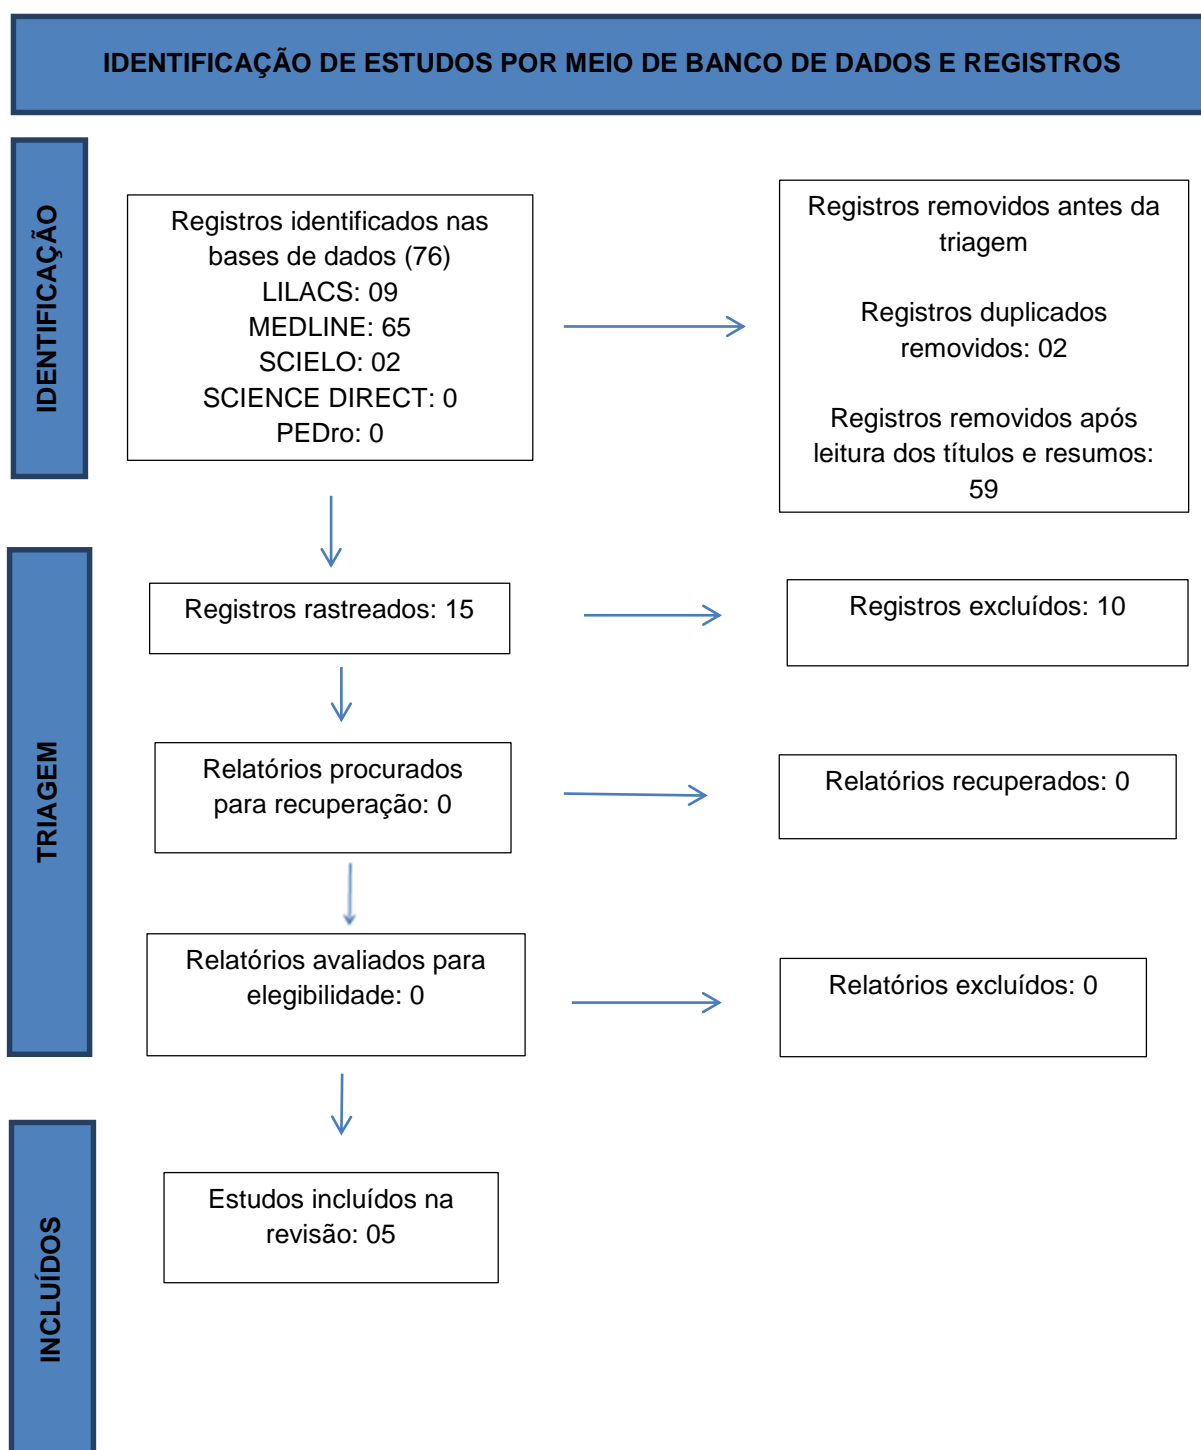 IDENTIFICAÇÃO DE ESTUDOS POR MEIO DE BANCO DE DADOS E REGISTROS
IDENTIFICAÇÃO
Registros identificados nas
bases de dados (76)
LILACS: 09
MEDLINE: 65
SCIELO: 02
SCIENCE DIRECT: 0
PEDro: 0
Registros removidos antes da
triagem
Registros duplicados
removidos: 02
Registros removidos após
leitura dos títulos e resumos:
59
TRIAGEM
Registros rastreados: 15
Registros excluídos: 10
Relatórios procurados
para recuperação: 0
Relatórios recuperados: 0
Relatórios avaliados para
elegibilidade: 0
Relatórios excluídos: 0
INCLUÍDOS
Estudos incluídos na
revisão: 05